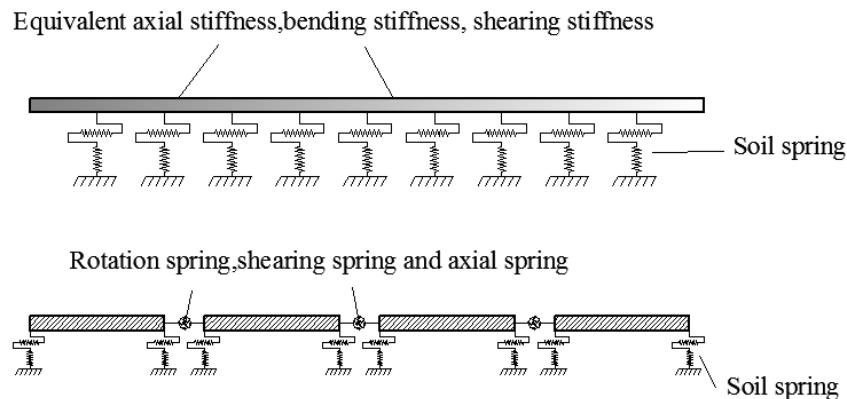 Equivalent axial stiffness,bending stiffness, shearing stiffness
Soil spring
Rotation spring,shearing spring and axial spring
Soil spring